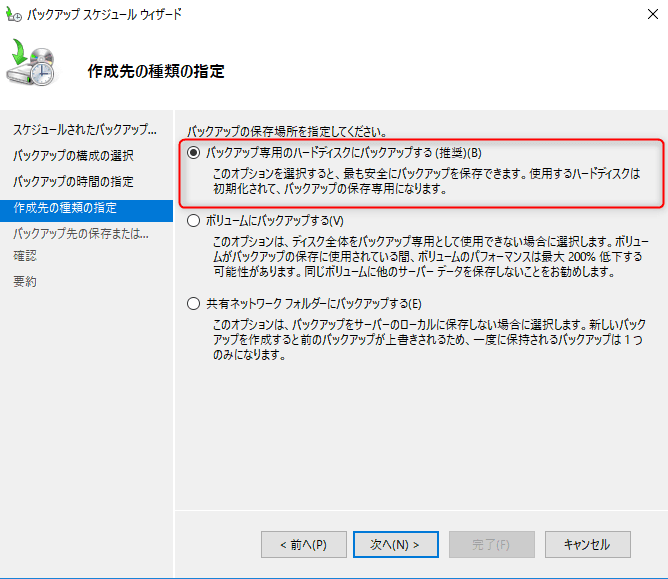 バックアップ スケジュール ウィザード
作成先の種類の指定
スケジュールされたバックアップ...
バックアップの構成の選択
バックアップの時間の指定
作成先の種類の指定
バックアップ先の保存または...
確認
要約
バックアップの保存場所を指定してください。
バックアップ専用のハードディスクにバックアップする (推奨)(B)
このオプションを選択すると、最も安全にバックアップを保存できます。使用するハードディスクは
初期化されて、バックアップの保存専用になります。
ボリュームにバックアップする(V)
このオプションは、ディスク全体をバックアップ専用として使用できない場合に選択します。ボリュー
ムがバックアップの保存に使用されている間、ボリュームのパフォーマンスは最大 200% 低下する
可能性があります。同じボリュームに他のサーバー データを保存しないことをお勧めします。
共有ネットワーク フォルダーにバックアップする(E)
このオプションは、バックアップをサーバーのローカルに保存しない場合に選択します。新しいバック
アップを作成すると前のバックアップが上書きされるため、一度に保持されるバックアップは 1 つ
のみになります。
< 前へ(P)
次へ(N) >
完了(F)
キャンセル